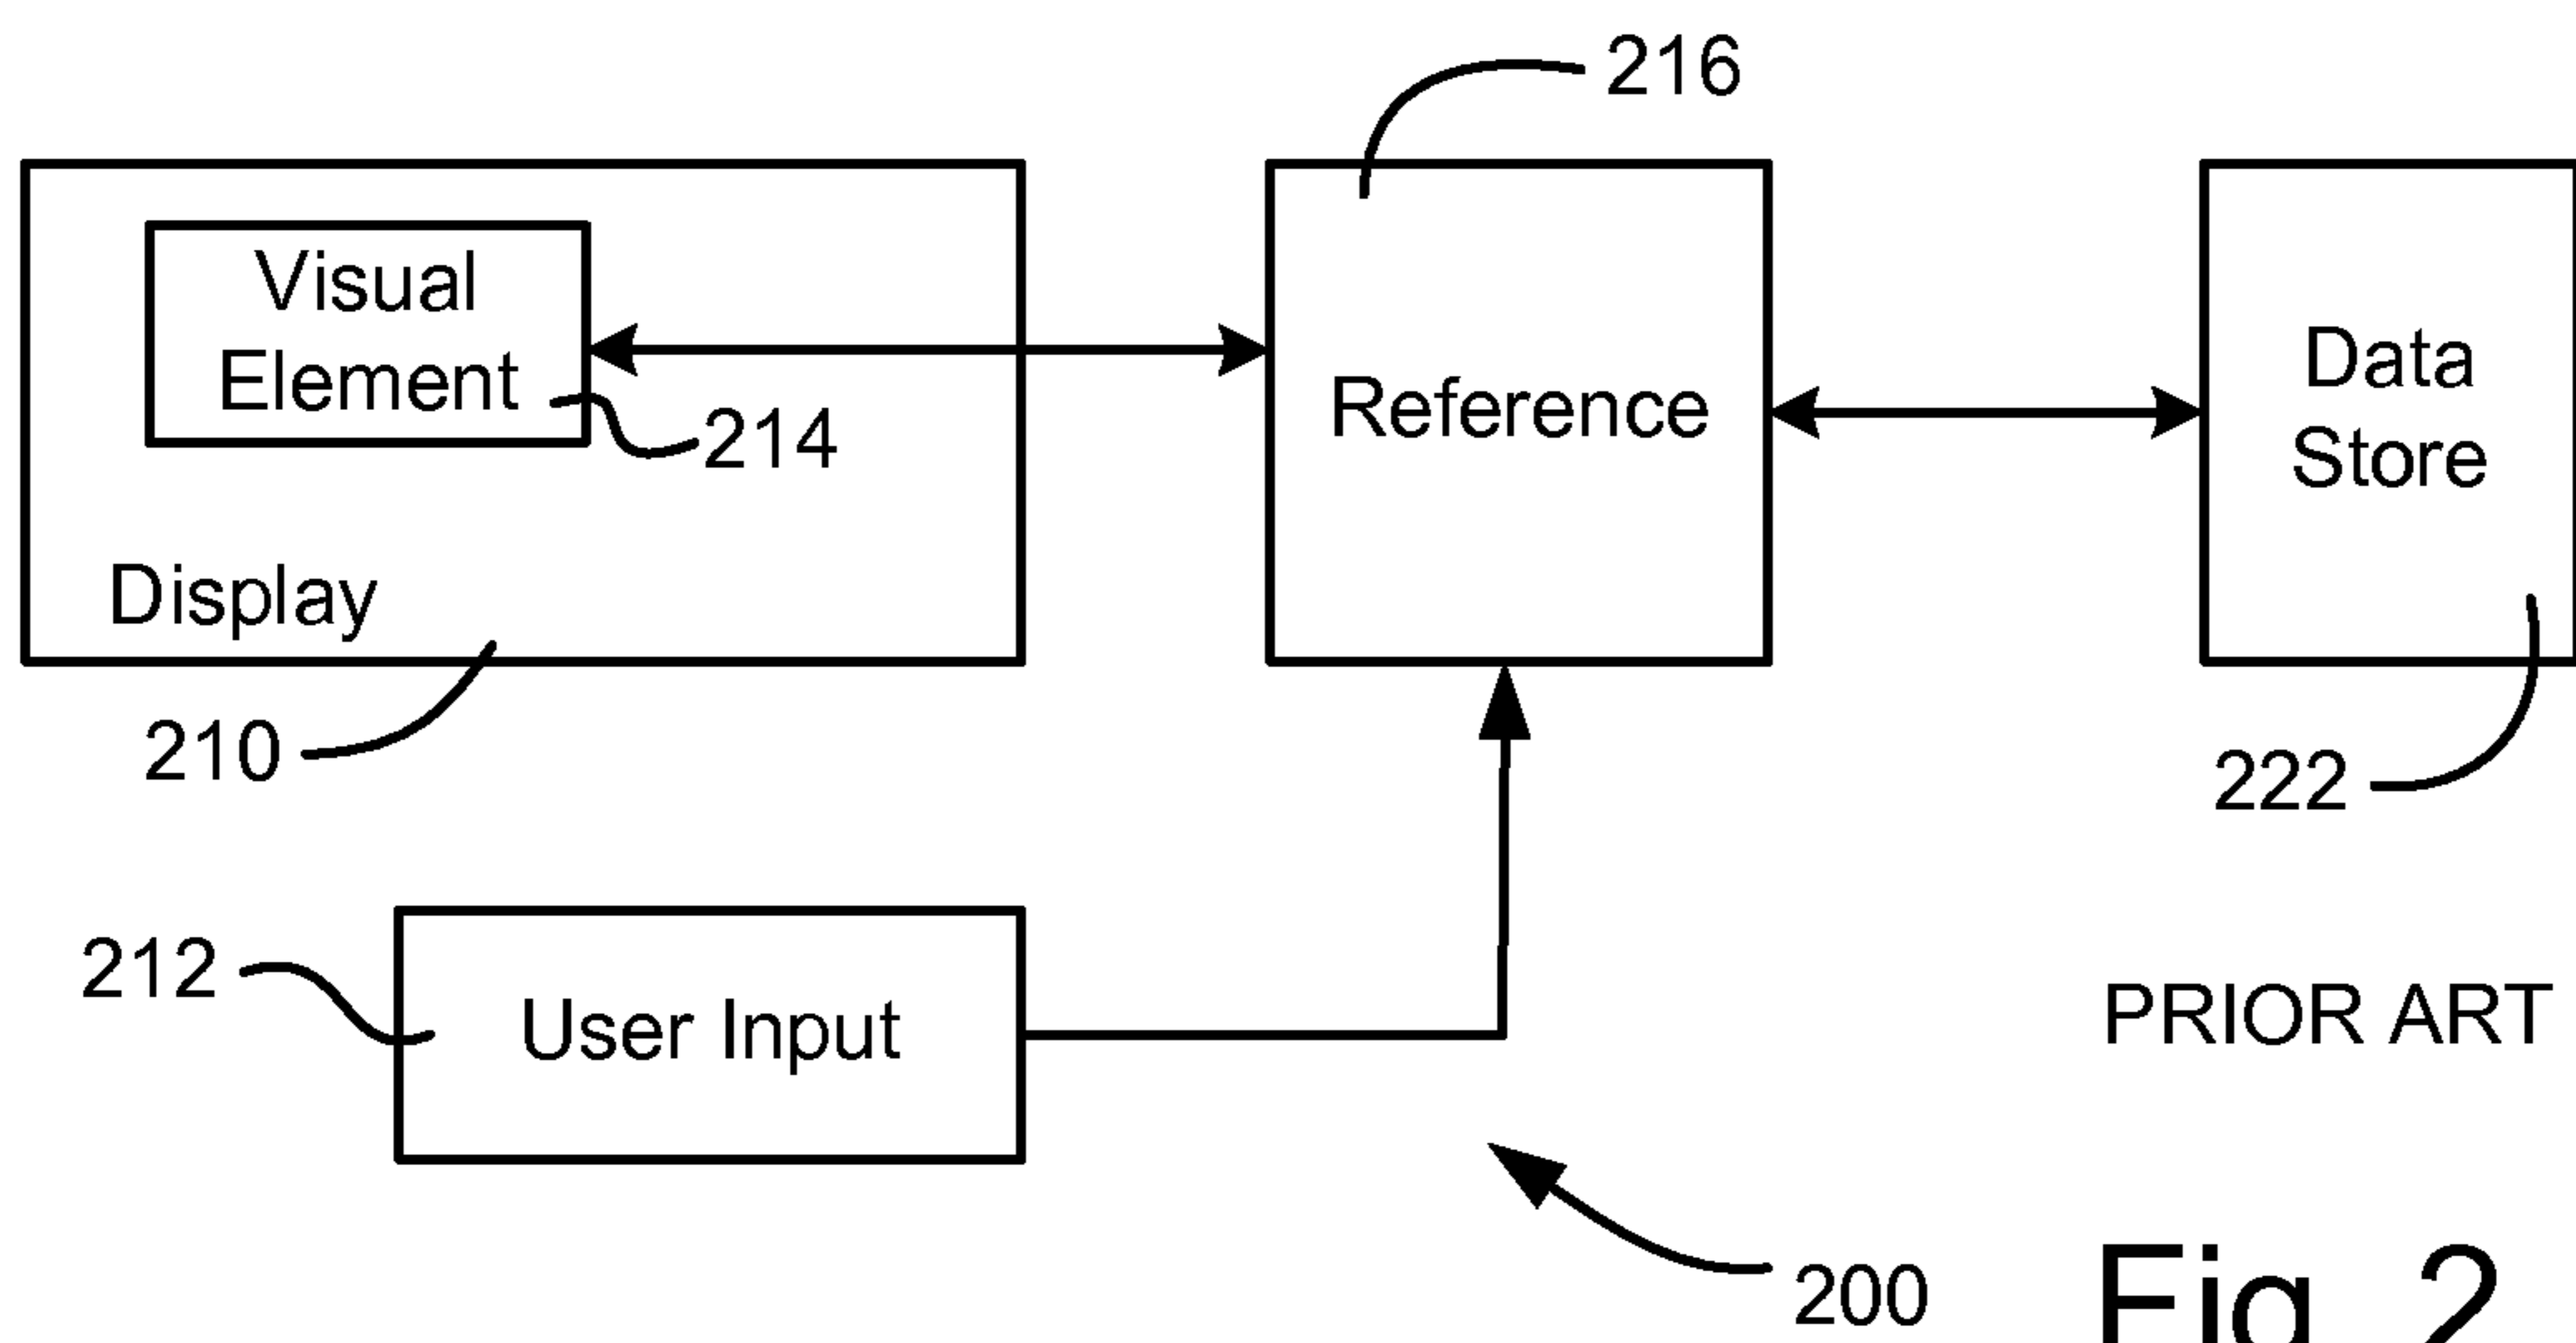 216
Visual
Element
214
Display
210
Reference
Data
Store
222
212
User Input
PRIOR ART
200
Fig. 2